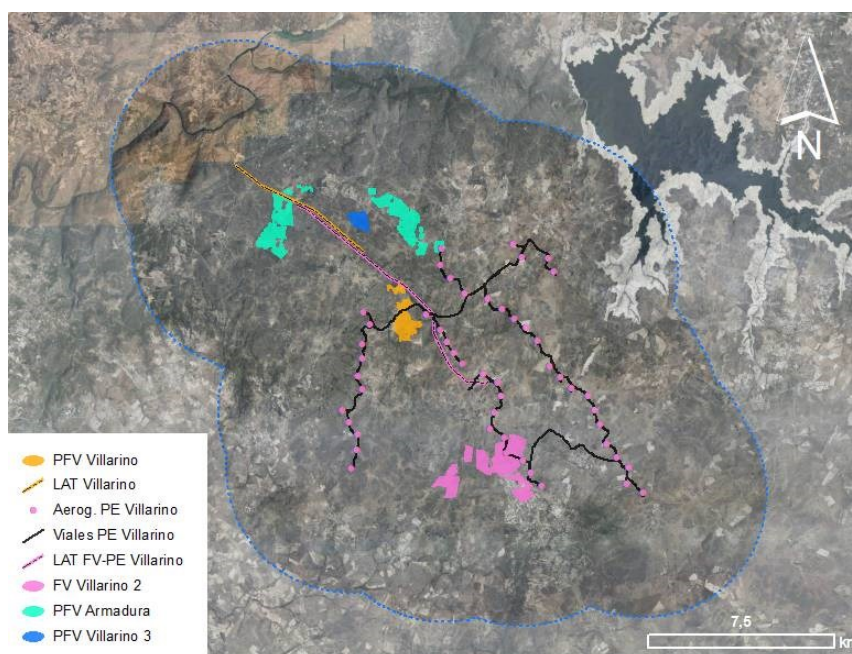 N
PFV Villarino
LAT Villarino
Aerog. PE Villarino
Viales PE Villarino
LAT FV-PE Villarino
FV Villarino 2
PFV Armadura
PFV Villarino 3
7,5
km